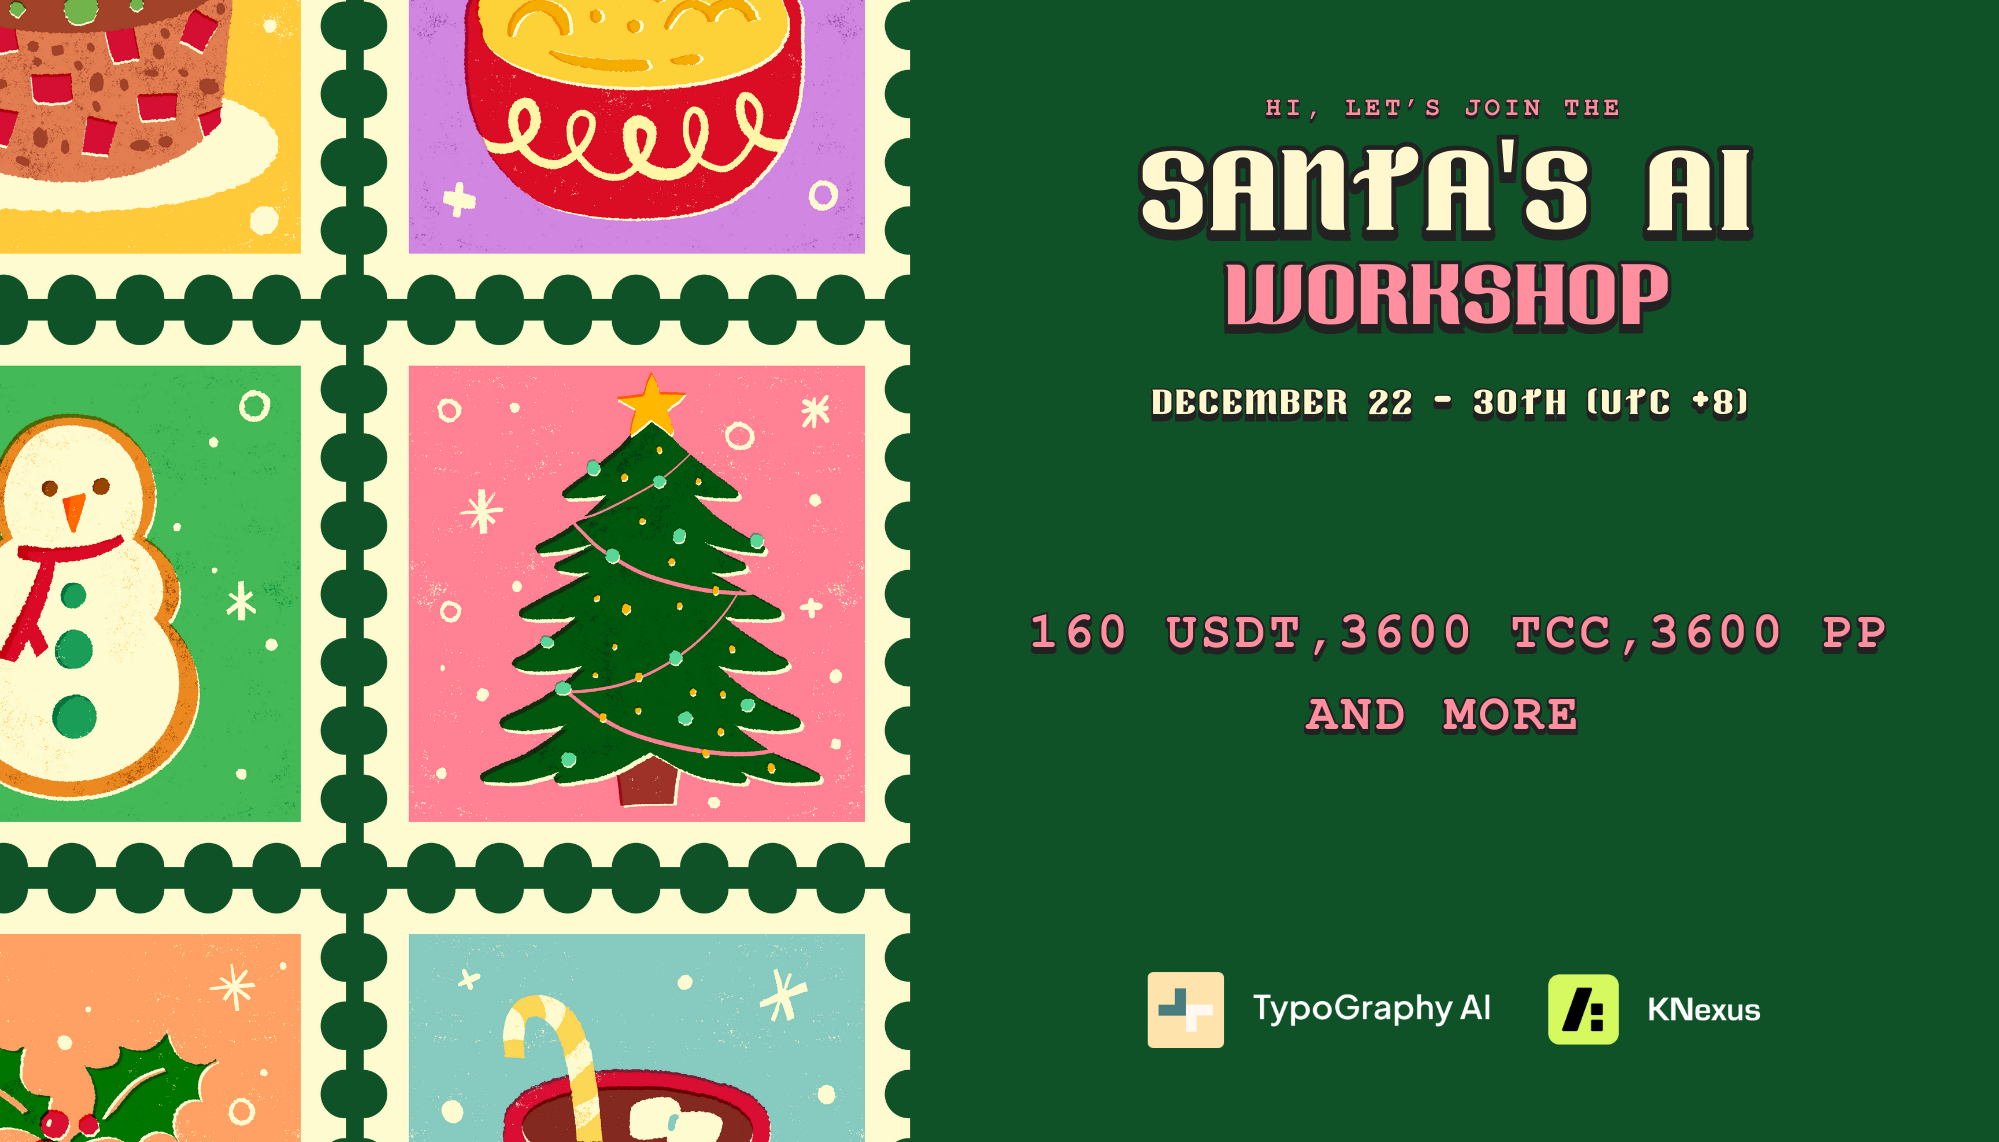 HI, LET'S JOIN THE
SANTA'S AI
WORKSHOP
DECEMBER 22 - 30TH (UTC +8)
160 USDT,3600 TCC,3600 PP
AND MORE
TypoGraphy AI
KNexus